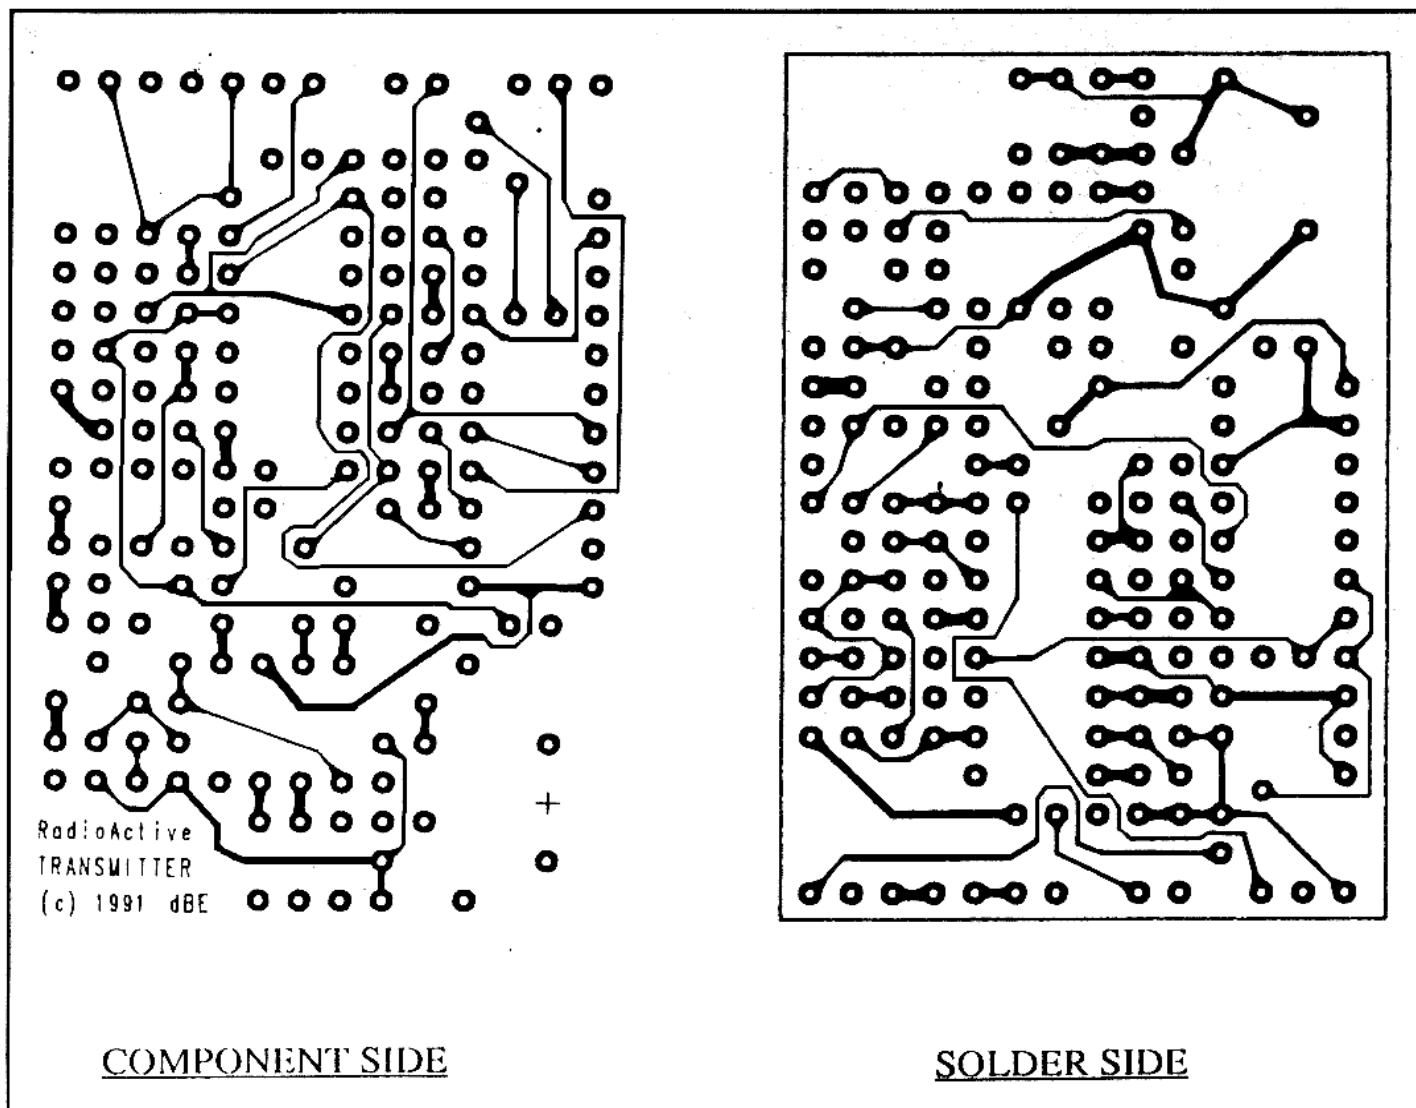 RadioActive
TRANSMITTER
(c) 1991 dBE
COMPONENT SIDE
SOLDER SIDE